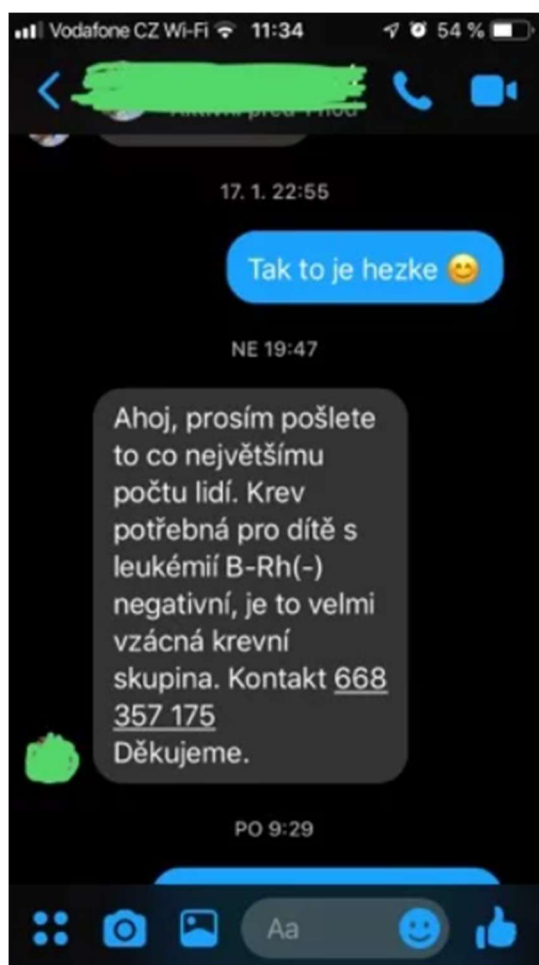 Vodafone CZ Wi-Fi 11:34 54 %
17. 1. 22:55
Tak to je hezke 😊
NE 19:47
Ahoj, prosím pošlete
to co největšímu
počtu lidí. Krev
potřebná pro dítě s
leukémií B-Rh(-)
negativní, je to velmi
vzácná krevní
skupina. Kontakt 668
357 175
Děkujeme.
PO 9:29
Aa